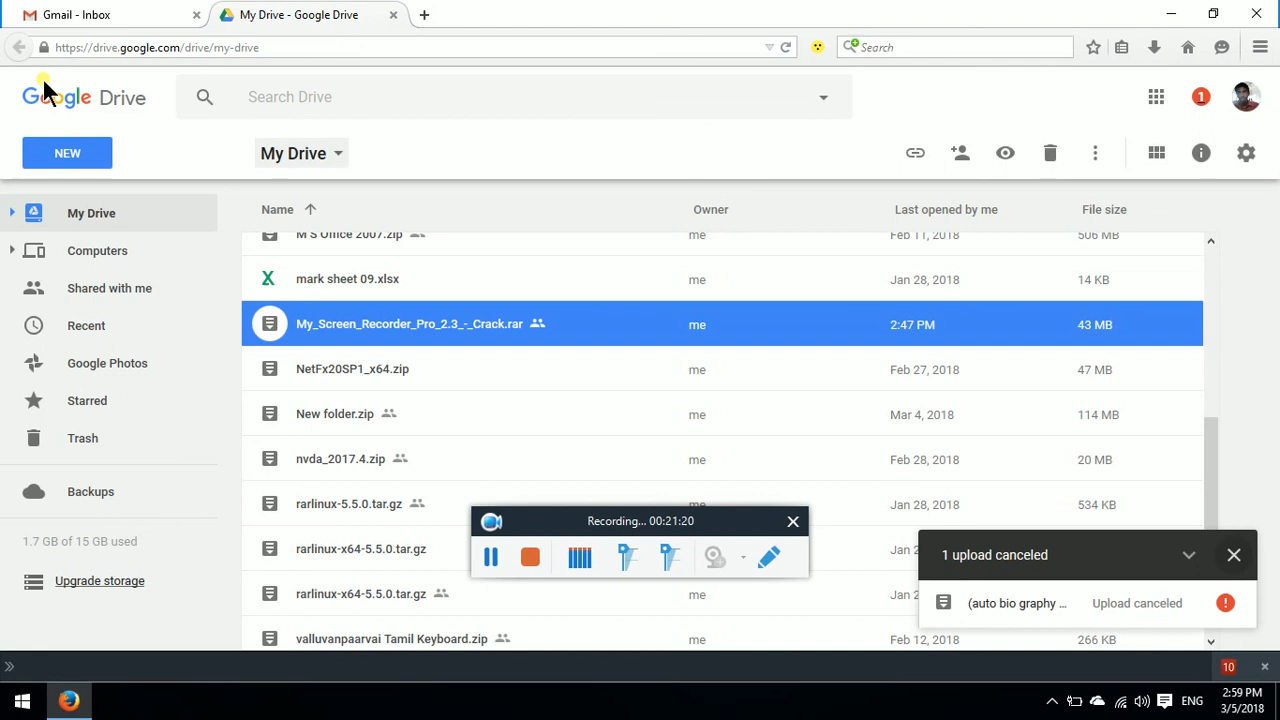 Gmail - Inbox
My Drive - Google Drive
https://drive.google.com/drive/my-drive
Search
Google Drive
Search Drive
1
NEW
My Drive
Name Owner Last opened by me File size
My Drive
Computers
Shared with me
Recent
Google Photos
Starred
Trash
Backups
1.7 GB of 15 GB used
Upgrade storage
M S Office 2007.zip me Feb 11, 2018 506 MB
mark sheet 09.xlsx me Jan 28, 2018 14 KB
My_Screen_Recorder_Pro_2.3_-_Crack.rar me 2:47 PM 43 MB
NetFx20SP1_x64.zip me Feb 27, 2018 47 MB
New folder.zip me Mar 4, 2018 114 MB
nvda_2017.4.zip me Feb 28, 2018 20 MB
rarlinux-5.5.0.tar.gz me Jan 28, 2018 534 KB
rarlinux-x64-5.5.0.tar.gz
rarlinux-x64-5.5.0.tar.gz me
valluvanpaarvai Tamil Keyboard.zip me Feb 12, 2018 266 KB
Recording... 00:21:20
1 upload canceled
(auto bio graphy ... Upload canceled
10
ENG
2:59 PM
3/5/2018